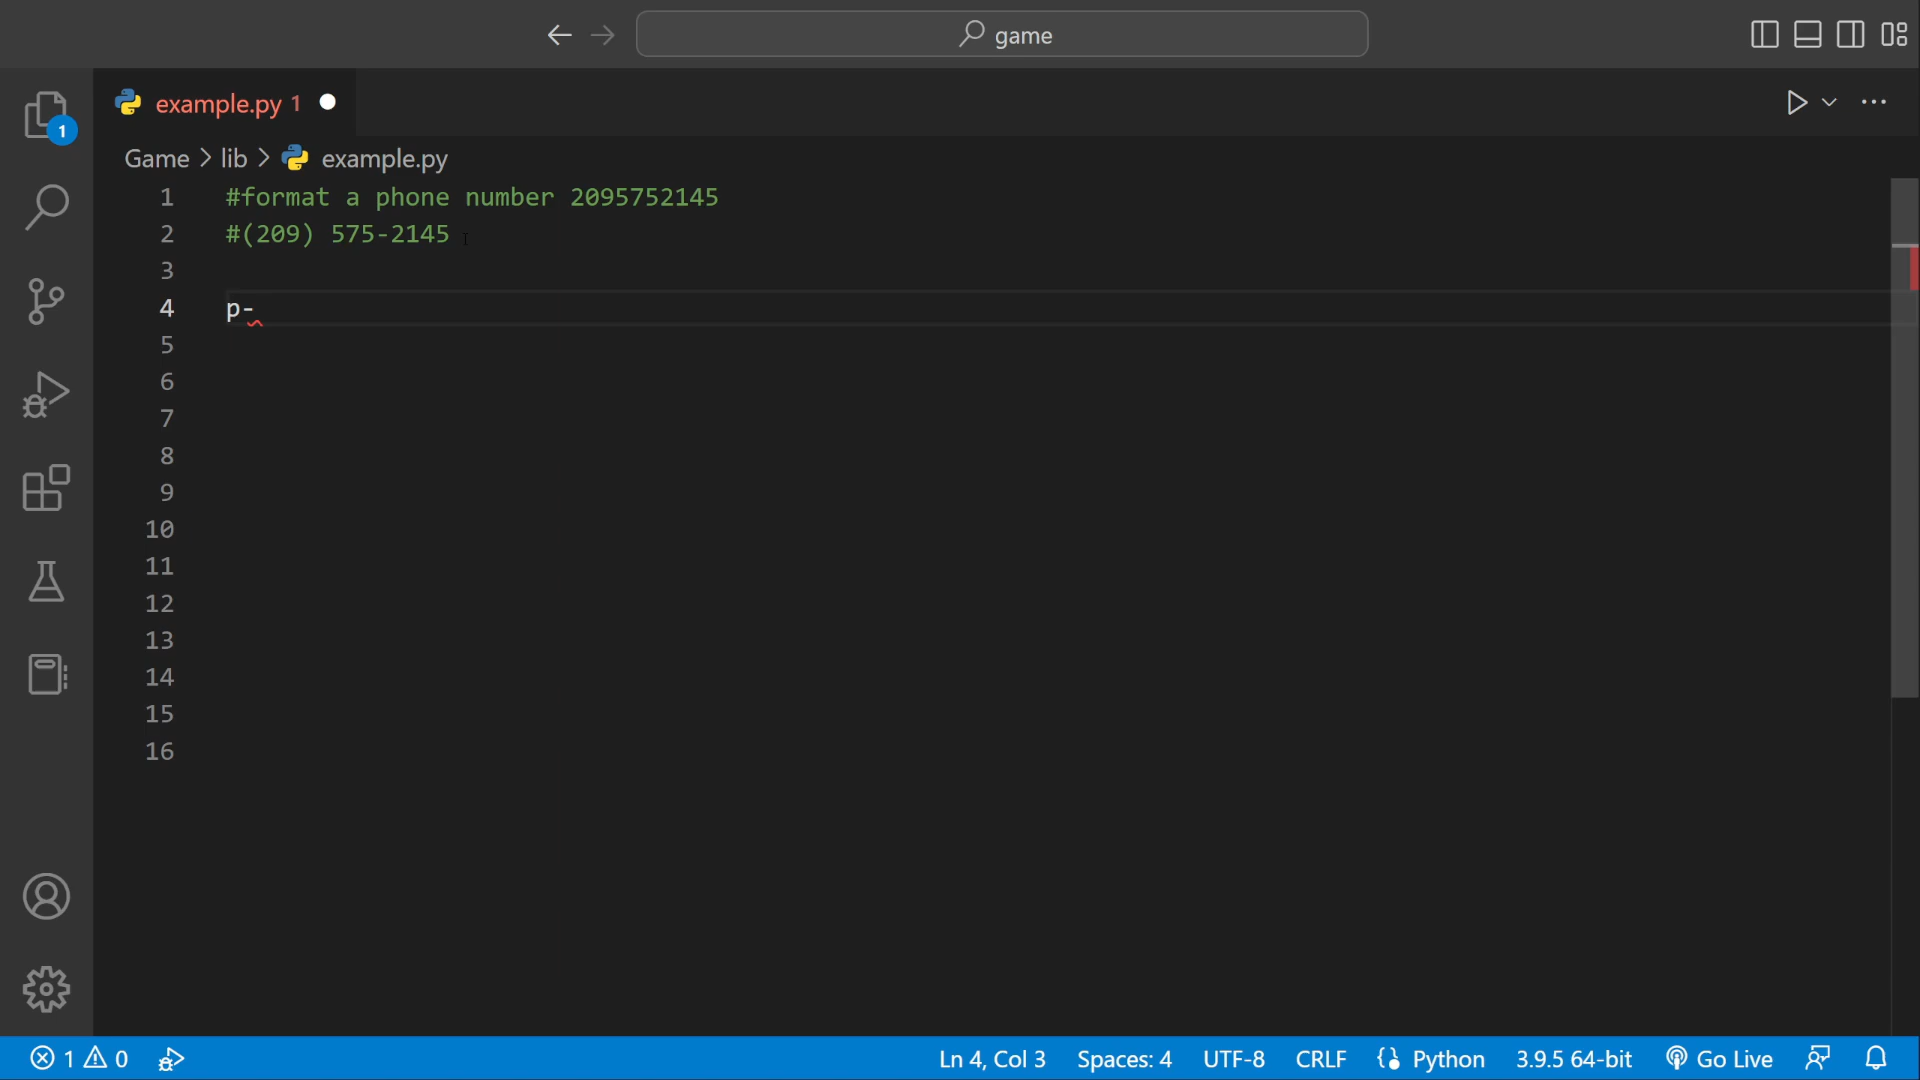 game
example.py 1
Game > lib > example.py
1 #format a phone number 2095752145
2 #(209) 575-2145
3
4 p-
5
6
7
8
9
10
11
12
13
14
15
16
1
1 0 Ln 4, Col 3 Spaces: 4 UTF-8 CRLF {} Python 3.9.5 64-bit Go Live